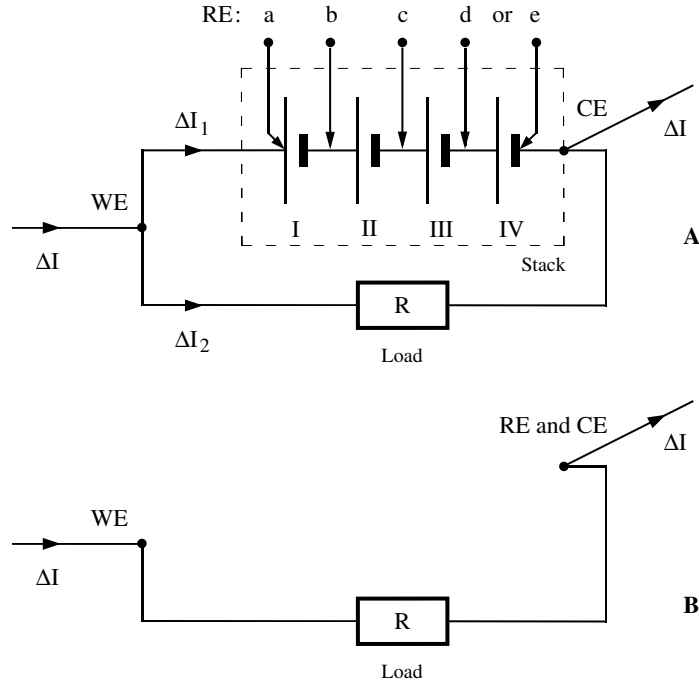 RE: a b c d or e
CE
ΔI
ΔI1
WE
ΔI
I II III IV
A
Stack
R
ΔI2
Load
RE and CE
ΔI
WE
ΔI
R
B
Load